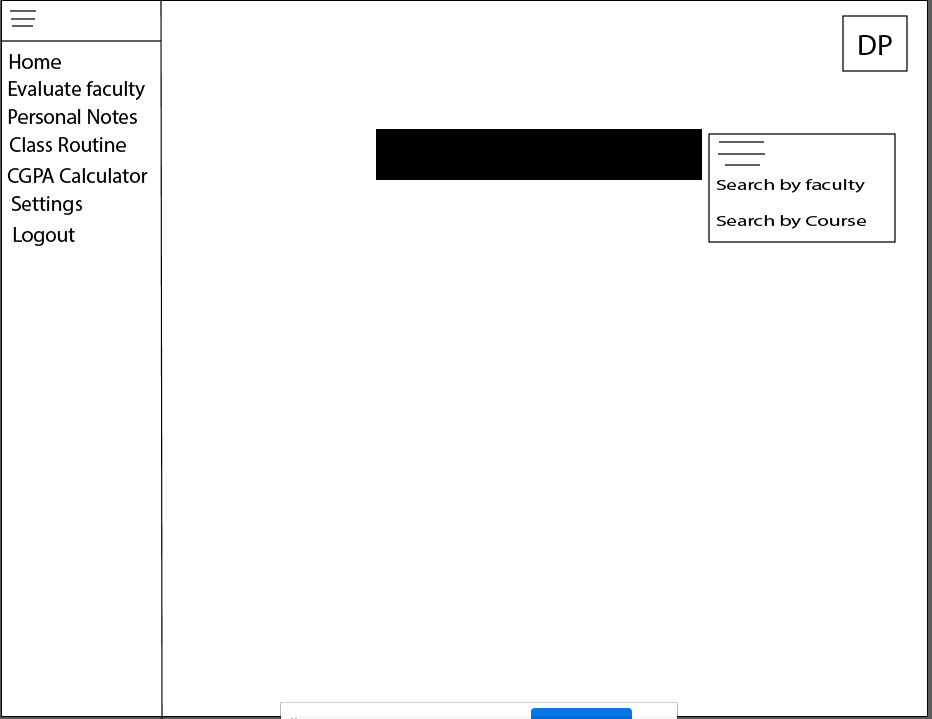 DP
Home
Evaluate faculty
Personal Notes
Class Routine
CGPA Calculator
Settings
Logout
Search by faculty
Search by Course